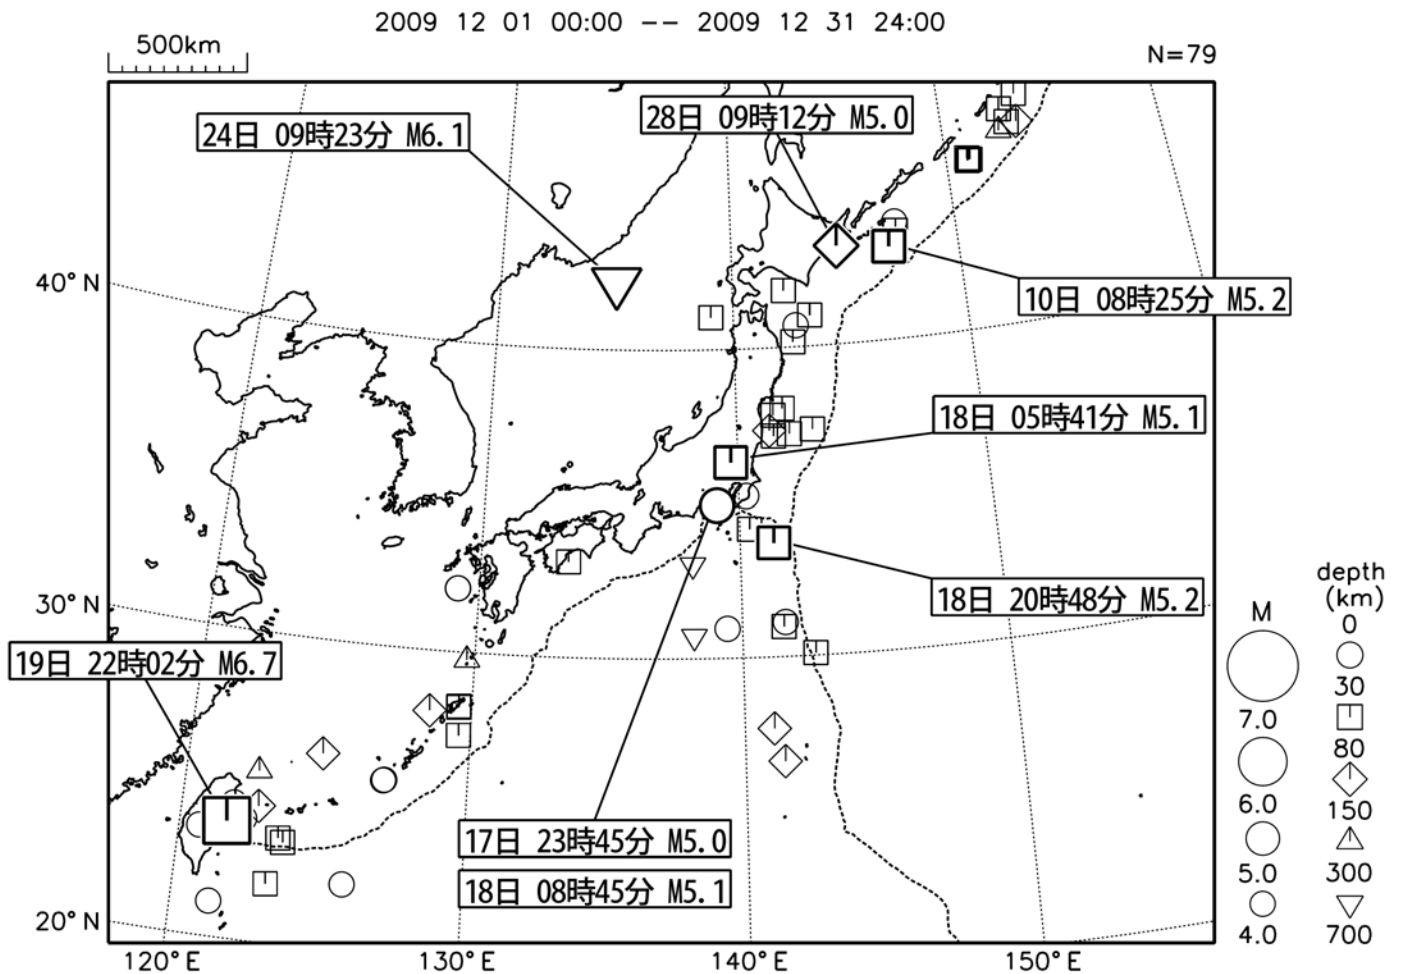 2009 12 01 00:00 -- 2009 12 31 24:00
500km
N=79
28日 09時12分 M5.0
24日 09時23分 M6.1
40°N
10日 08時25分 M5.2
18日 05時41分 M5.1
30°N
18日 20時48分 M5.2
19日 22時02分 M6.7
17日 23時45分 M5.0
18日 08時45分 M5.1
20°N
120°E
130°E
140°E
150°E
M
7.0
6.0
5.0
4.0
depth
(km)
0
30
80
150
300
700